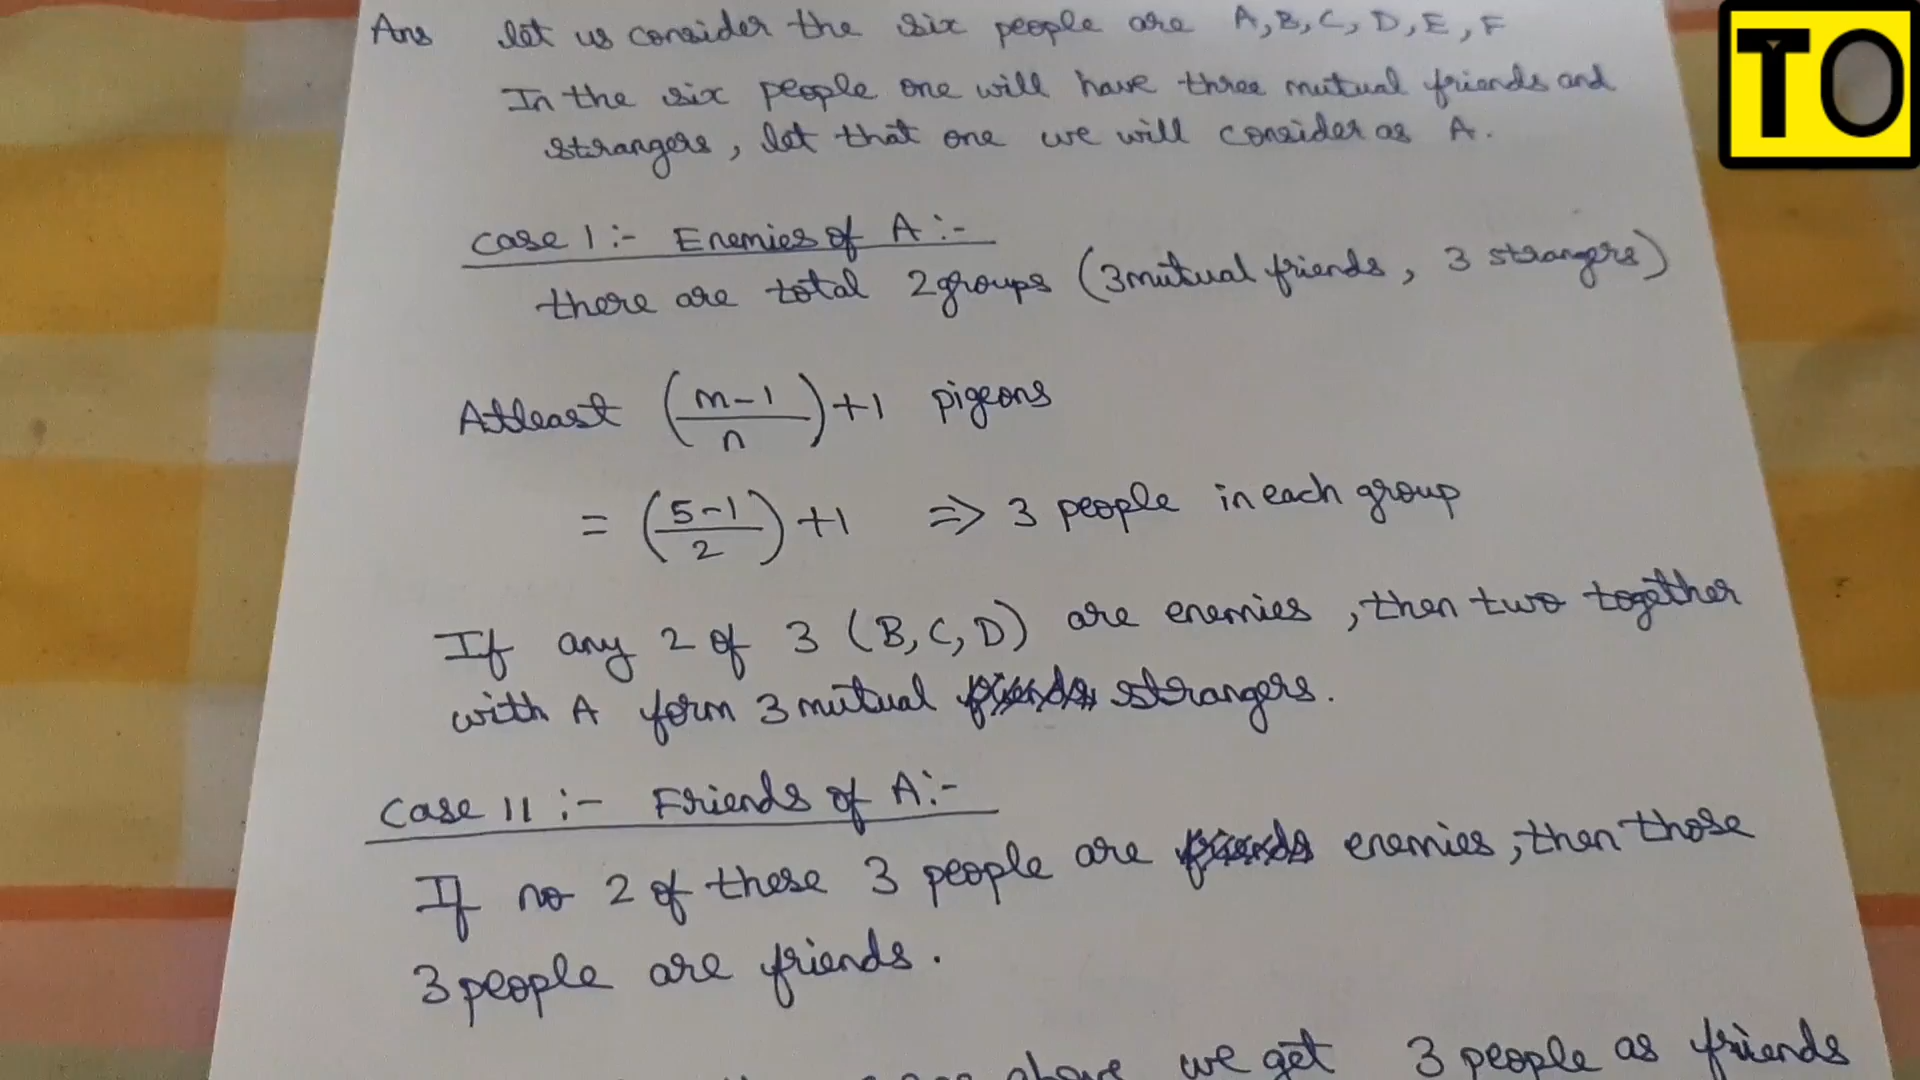 Ans let us consider the six people are A, B, C, D, E, F
TO
In the six people one will have three mutual friends and
strangers, let that one we will consider as A.
Case I :- Enemies of A :-
there are total 2 groups (3 mutual friends, 3 strangers)
Atleast ((m-1)/n) + 1 pigeons
= ((5-1)/2) + 1 => 3 people in each group
If any 2 of 3 (B, C, D) are enemies, then two together
with A form 3 mutual strangers.
Case II :- Friends of A :-
If no 2 of these 3 people are enemies, then those
3 people are friends.
above we get 3 people as friends